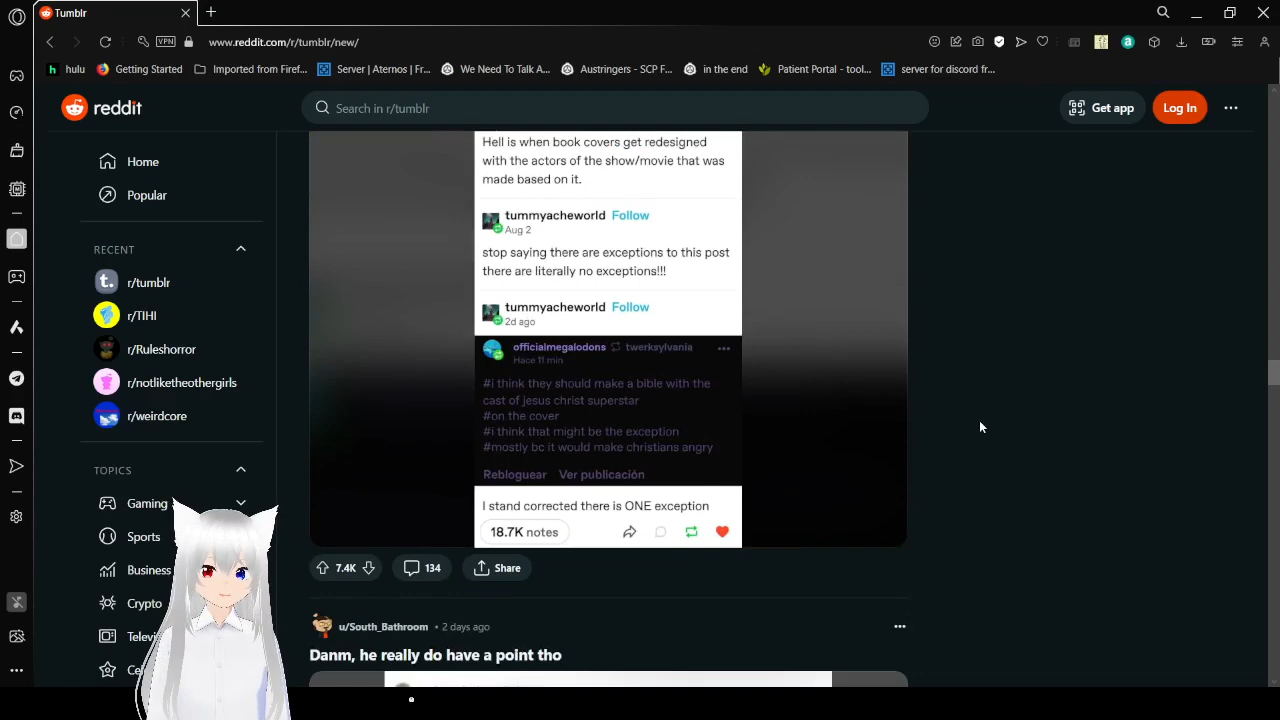 Tumblr
VPN
www.reddit.com/r/tumblr/new/
hulu
Getting Started
Imported from Firef...
Server | Aternos | Fr...
We Need To Talk A...
Austringers - SCP F...
in the end
Patient Portal - tool...
server for discord fr...
reddit
Search in r/tumblr
Get app
Log In
Home
Popular
RECENT
r/tumblr
r/TIHI
r/Ruleshorror
r/notliketheothergirls
r/weirdcore
TOPICS
Gaming
Sports
Business
Crypto
Hell is when book covers get redesigned
with the actors of the show/movie that was
made based on it.
tummyacheworld Follow
Aug 2
stop saying there are exceptions to this post
there are literally no exceptions!!!
tummyacheworld Follow
2d ago
officialmegalodons twerksylvania
Hace 11 min
#i think they should make a bible with the
cast of jesus christ superstar
#on the cover
#i think that might be the exception
#mostly bc it would make christians angry
Rebloguear Ver publicación
I stand corrected there is ONE exception
18.7K notes
7.4K
134
Share
u/South_Bathroom • 2 days ago
Danm, he really do have a point tho